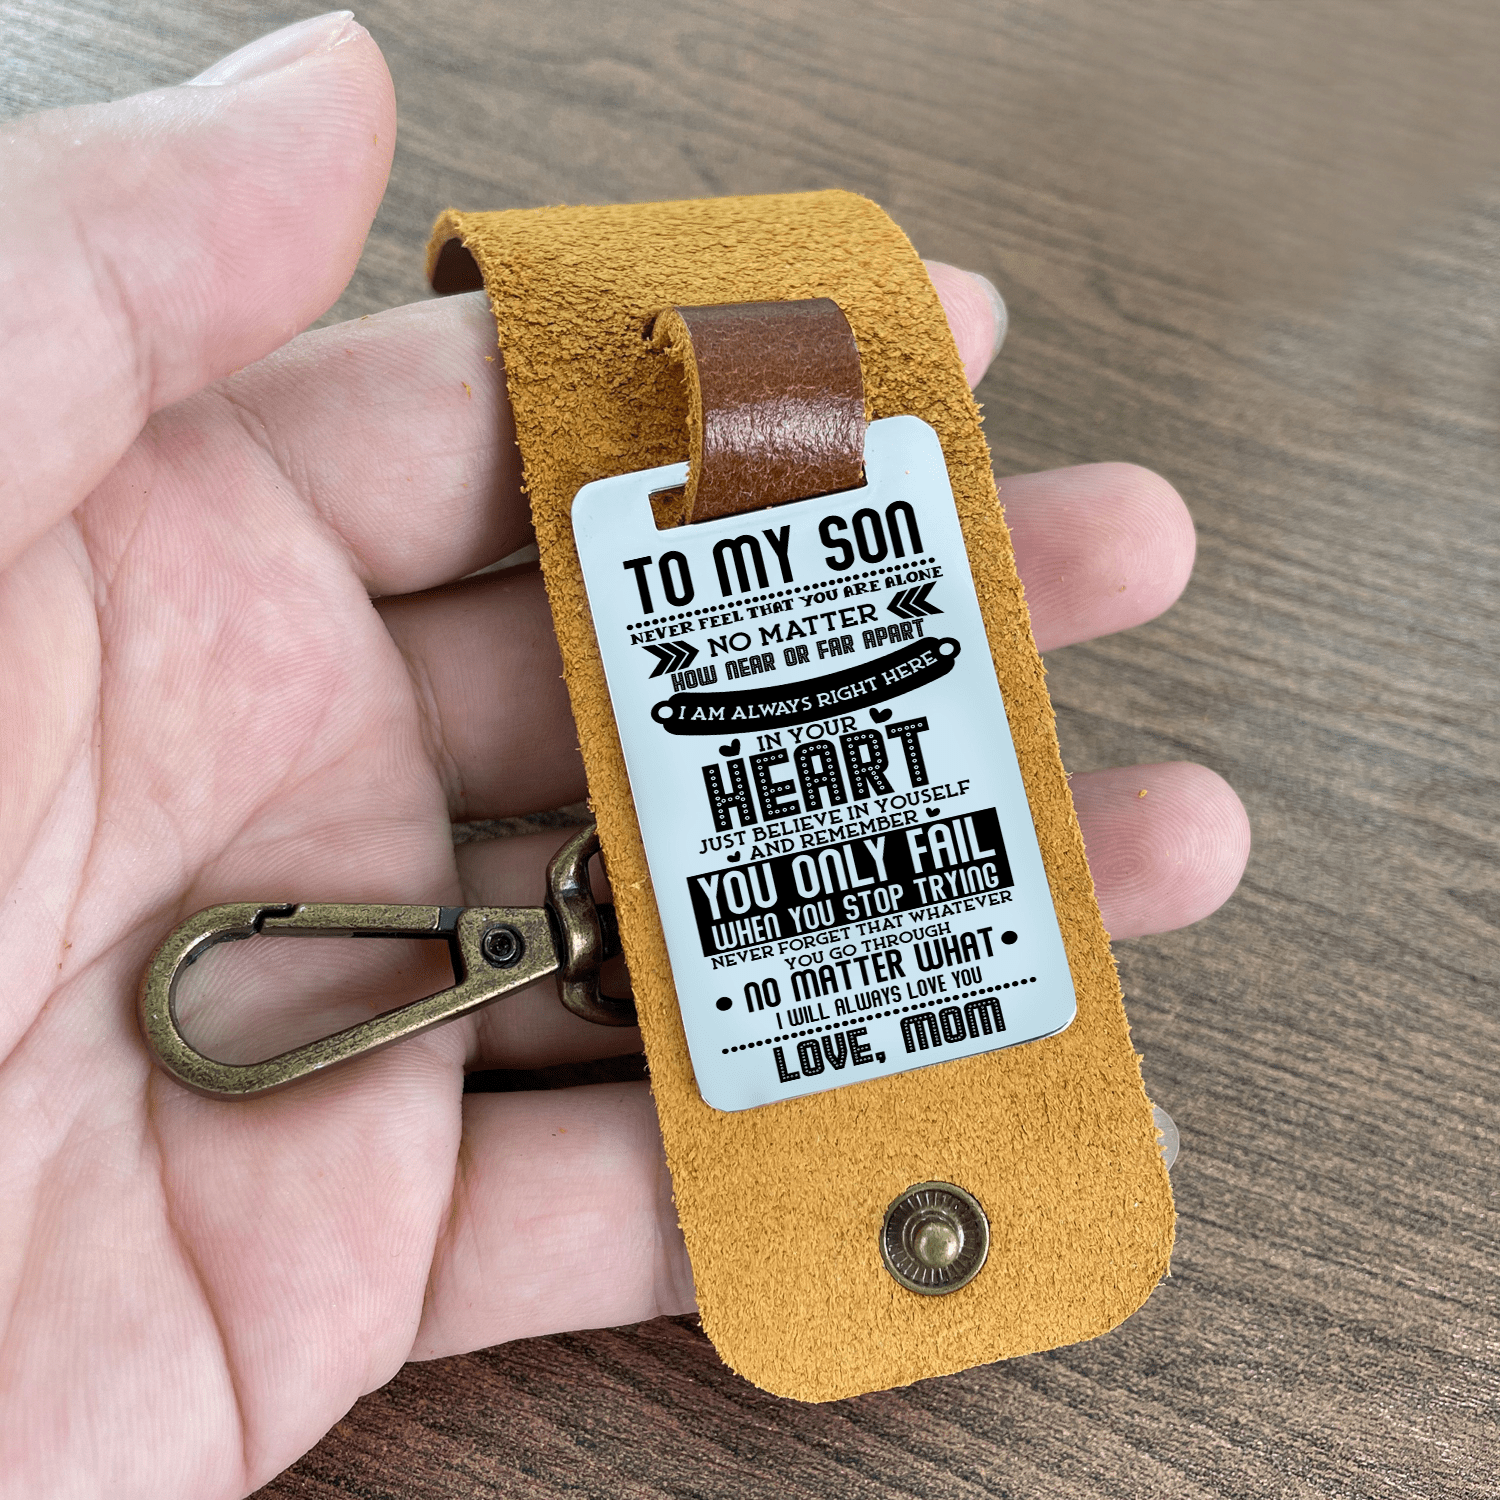 TO MY SON
NEVER FEEL THAT YOU ARE ALONE
NO MATTER
HOW NEAR OR FAR APART
I AM ALWAYS RIGHT HERE
IN YOUR
HEART
JUST BELIEVE IN YOUSELF
AND REMEMBER
YOU ONLY FAIL
WHEN YOU STOP TRYING
NEVER FORGET THAT WHATEVER
YOU GO THROUGH
NO MATTER WHAT
I WILL ALWAYS LOVE YOU
LOVE, MOM